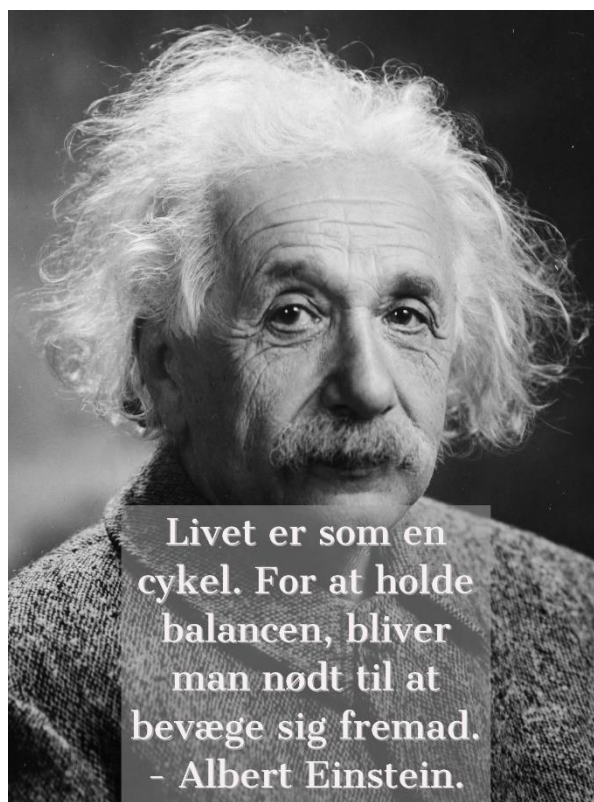 Livet er som en
cykel. For at holde
balancen, bliver
man nødt til at
bevæge sig fremad.
- Albert Einstein.